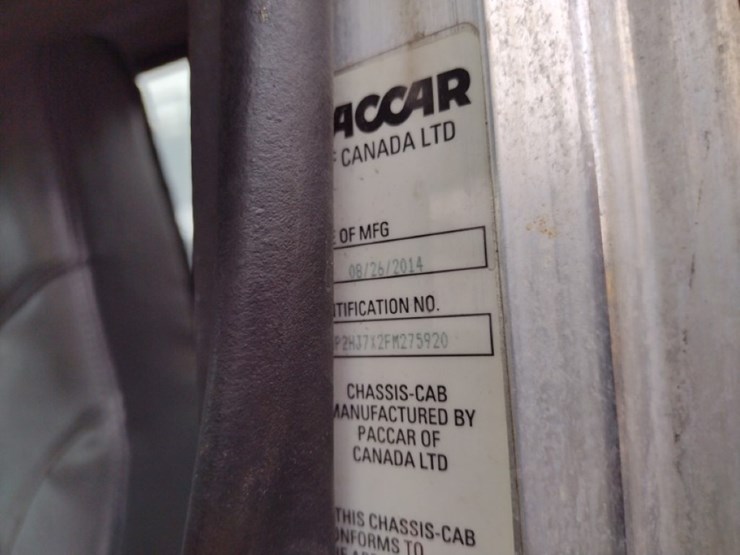 ACCAR
F CANADA LTD
E OF MFG
08/26/2014
TIFICATION NO.
P2HJ7X2FM275920
CHASSIS-CAB
MANUFACTURED BY
PACCAR OF
CANADA LTD
THIS CHASSIS-CAB
ONFORMS TO